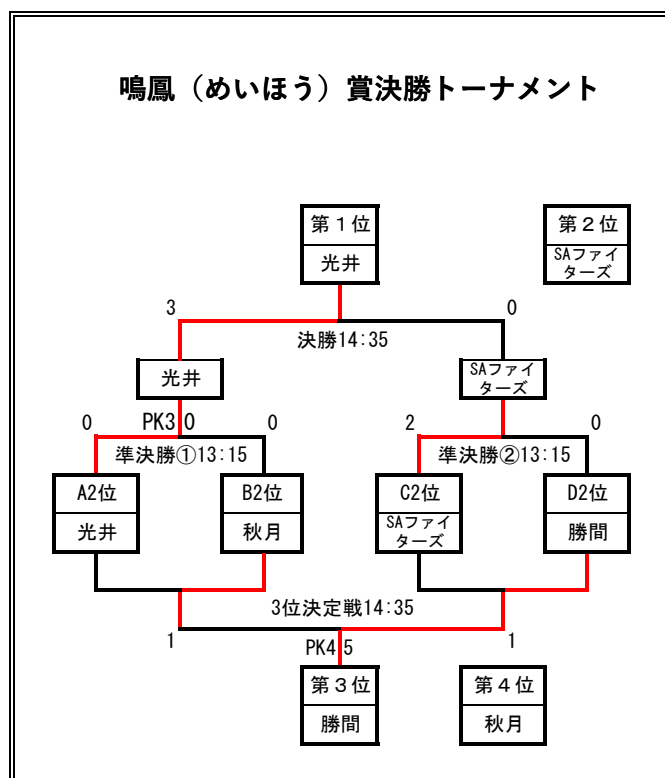 鳴鳳（めいほう）賞決勝トーナメント
第１位
第２位
光井
SAファイ
ターズ
3
0
決勝14:35
光井
SAファイ
ターズ
0
PK3
0
0
2
0
準決勝①13:15
準決勝②13:15
A2位
B2位
C2位
D2位
光井
秋月
SAファイ
ターズ
勝間
3位決定戦14:35
1
PK4
5
1
第３位
第４位
勝間
秋月